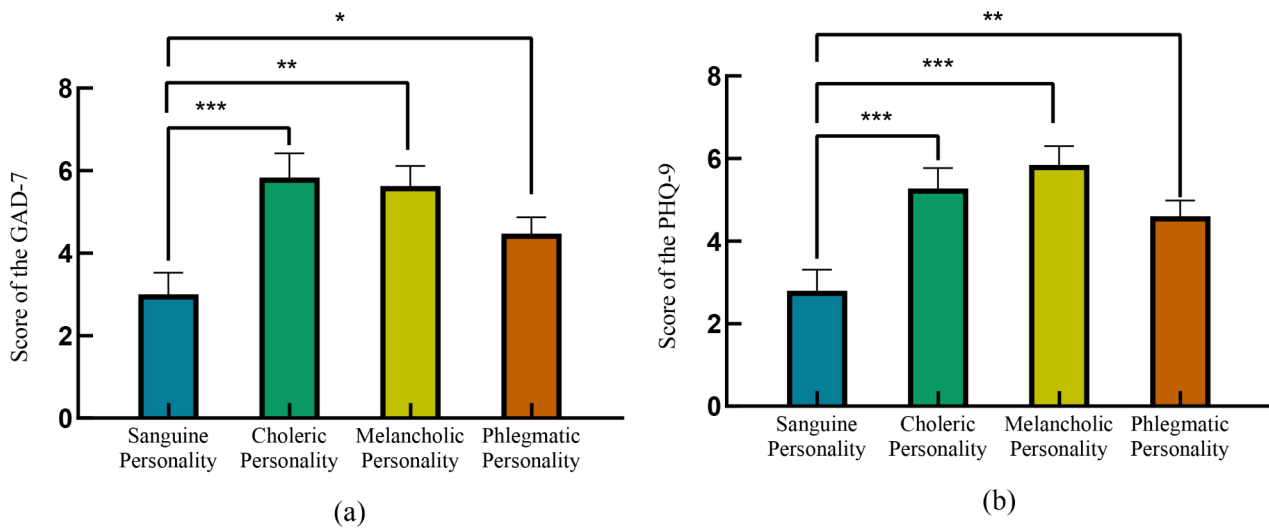 *
**
***
8
6
4
2
0
Score of the GAD-7
Sanguine Personality
Choleric Personality
Melancholic Personality
Phlegmatic Personality
(a)
**
***
***
8
6
4
2
0
Score of the PHQ-9
Sanguine Personality
Choleric Personality
Melancholic Personality
Phlegmatic Personality
(b)